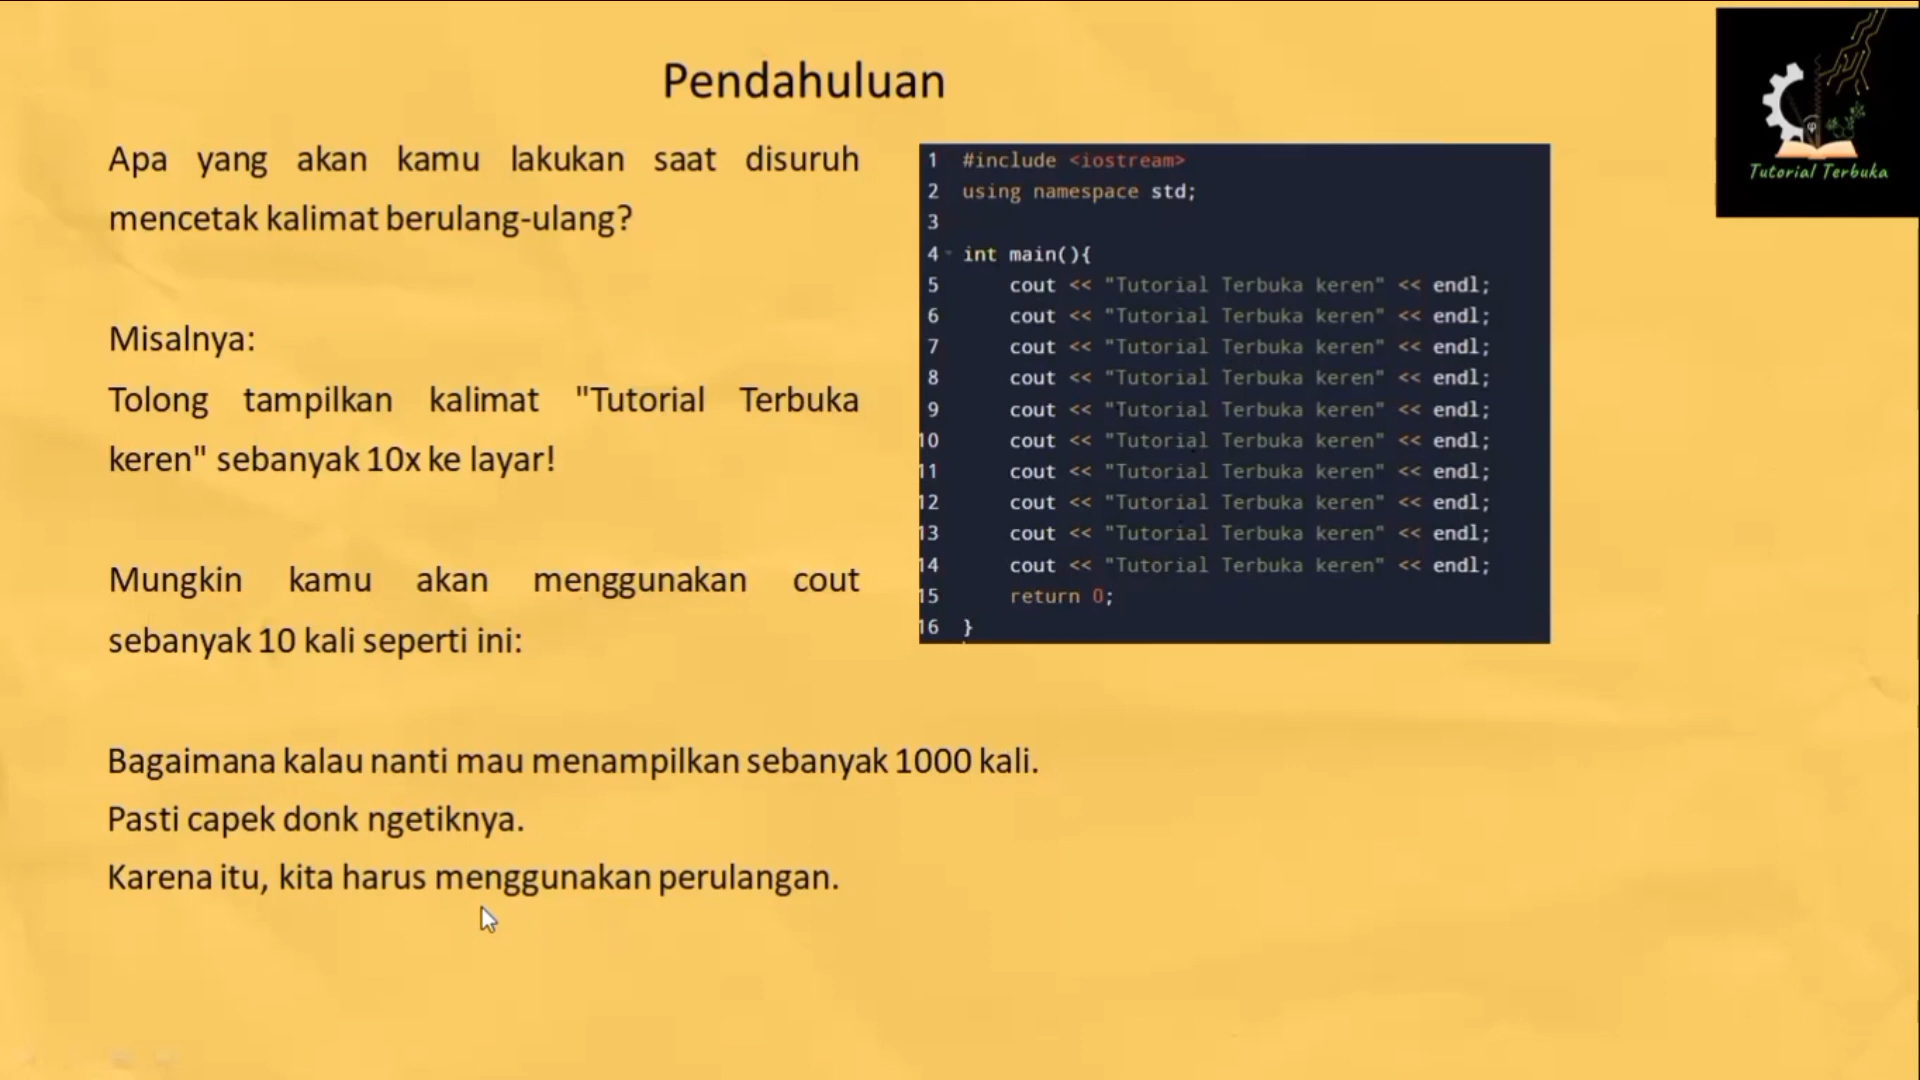 Pendahuluan
Apa yang akan kamu lakukan saat disuruh
mencetak kalimat berulang-ulang?
Misalnya:
Tolong tampilkan kalimat "Tutorial Terbuka
keren" sebanyak 10x ke layar!
Mungkin kamu akan menggunakan cout
sebanyak 10 kali seperti ini:
1 #include <iostream>
2 using namespace std;
3
4 int main(){
5 cout << "Tutorial Terbuka keren" << endl;
6 cout << "Tutorial Terbuka keren" << endl;
7 cout << "Tutorial Terbuka keren" << endl;
8 cout << "Tutorial Terbuka keren" << endl;
9 cout << "Tutorial Terbuka keren" << endl;
10 cout << "Tutorial Terbuka keren" << endl;
11 cout << "Tutorial Terbuka keren" << endl;
12 cout << "Tutorial Terbuka keren" << endl;
13 cout << "Tutorial Terbuka keren" << endl;
14 cout << "Tutorial Terbuka keren" << endl;
15 return 0;
16 }
Bagaimana kalau nanti mau menampilkan sebanyak 1000 kali.
Pasti capek donk ngetiknya.
Karena itu, kita harus menggunakan perulangan.
Tutorial Terbuka